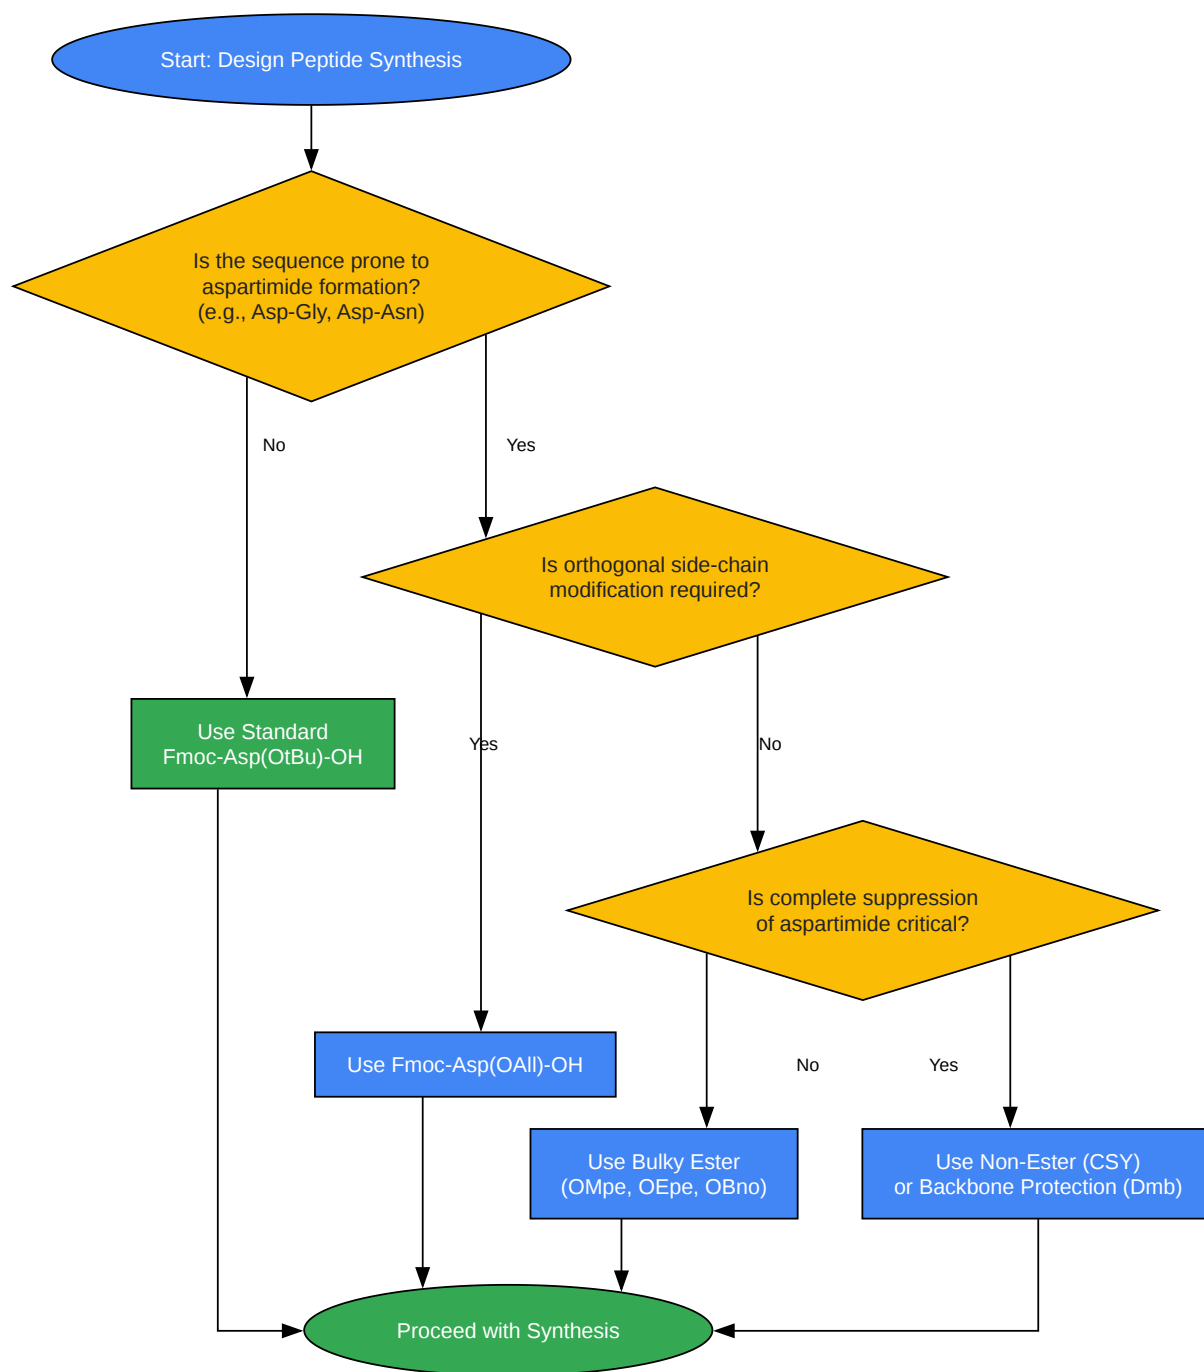 Start: Design Peptide Synthesis
Is the sequence prone to
aspartimide formation?
(e.g., Asp-Gly, Asp-Asn)
No
Yes
Is orthogonal side-chain
modification required?
Use Standard
Fmoc-Asp(OtBu)-OH
Yes
No
Is complete suppression
of aspartimide critical?
Use Fmoc-Asp(OAll)-OH
No
Yes
Use Bulky Ester
(OMpe, OEpe, OBno)
Use Non-Ester (CSY)
or Backbone Protection (Dmb)
Proceed with Synthesis